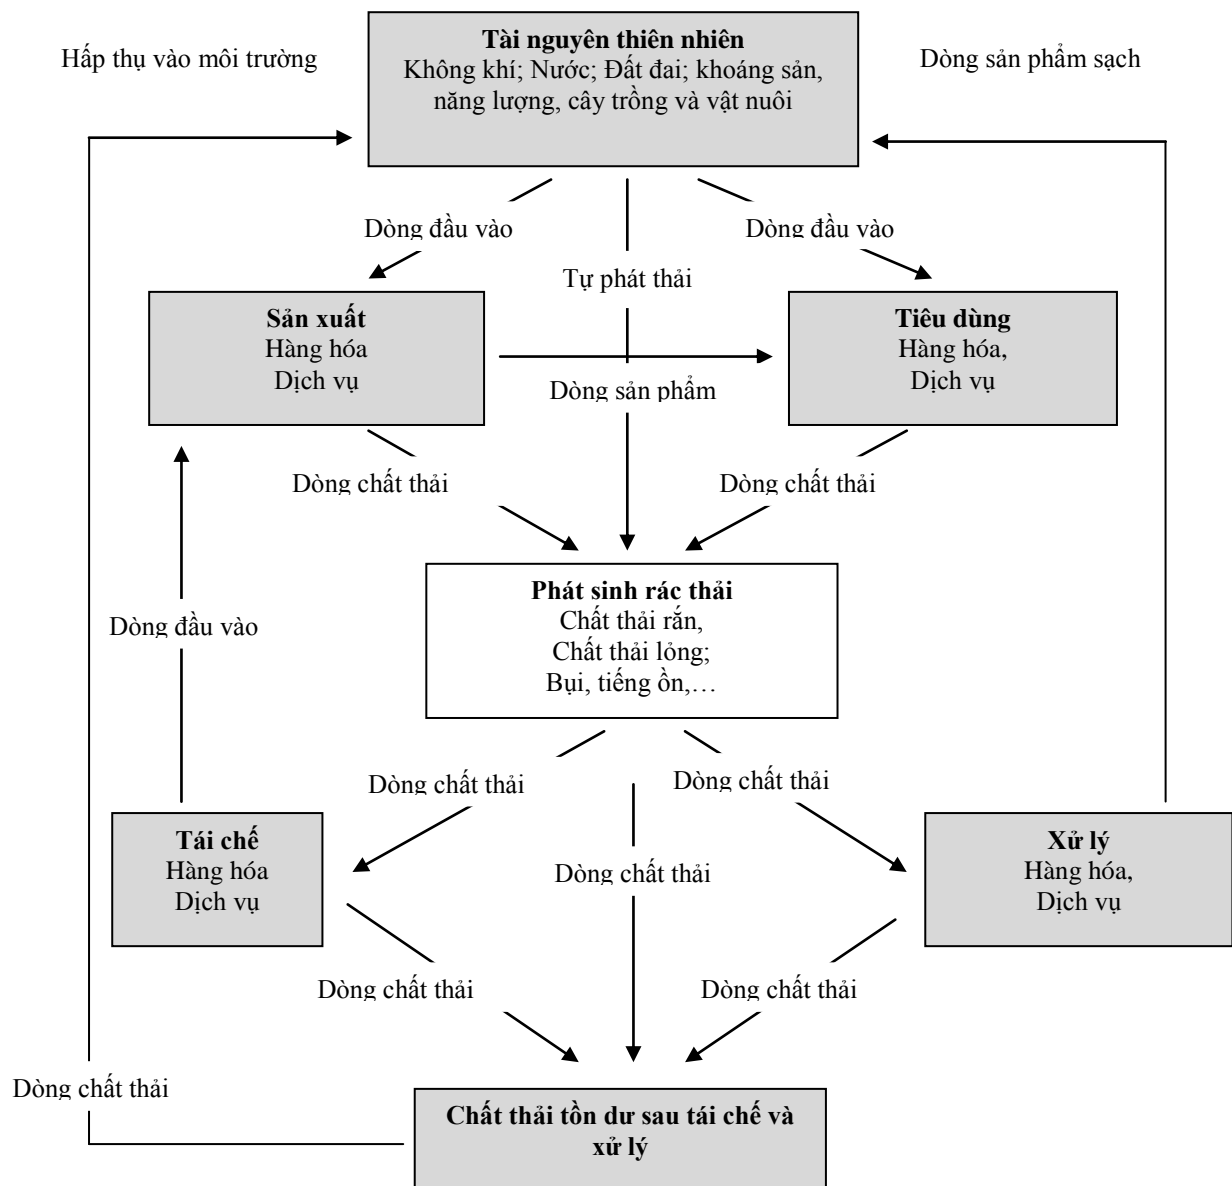 Tài nguyên thiên nhiên
Hấp thụ vào môi trường
Không khí; Nước; Đất đai; khoáng sản,
năng lượng, cây trồng và vật nuôi
Dòng sản phẩm sạch
Dòng đầu vào
Dòng đầu vào
Tự phát thải
Sản xuất
Hàng hóa
Dịch vụ
Tiêu dùng
Hàng hóa,
Dịch vụ
Dòng sản phẩm
Dòng chất thải
Dòng chất thải
Phát sinh rác thải
Chất thải rắn,
Chất thải lỏng;
Bụi, tiếng ồn,…
Dòng đầu vào
Dòng chất thải
Dòng chất thải
Tái chế
Hàng hóa
Dịch vụ
Dòng chất thải
Xử lý
Hàng hóa,
Dịch vụ
Dòng chất thải
Dòng chất thải
Dòng chất thải
Chất thải tồn dư sau tái chế và
xử lý